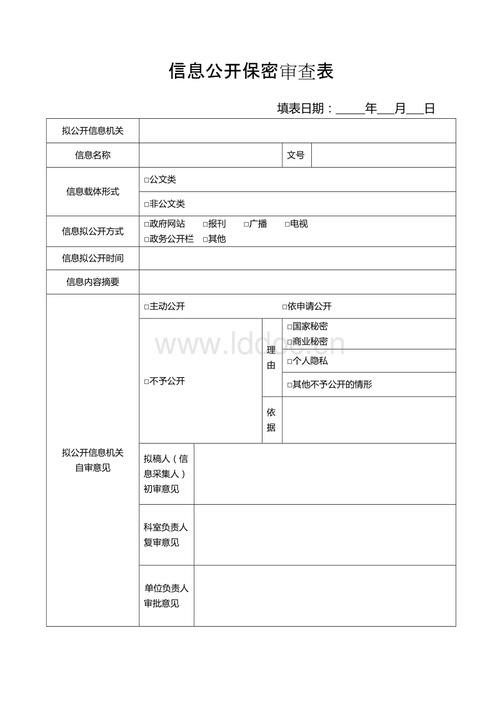 信息公开保密审查表
填表日期：_____年___月___日
拟公开信息机关
信息名称
文号
信息载体形式
□公文类
□非公文类
信息拟公开方式
□政府网站 □报刊 □广播 □电视
□政务公开栏 □其他
信息拟公开时间
信息内容摘要
拟公开信息机关
自审意见
□主动公开 □依申请公开
□不予公开
理
由
□国家秘密
□商业秘密
□个人隐私
□其他不予公开的情形
依
据
拟稿人（信
息采集人）
初审意见
科室负责人
复审意见
单位负责人
审批意见